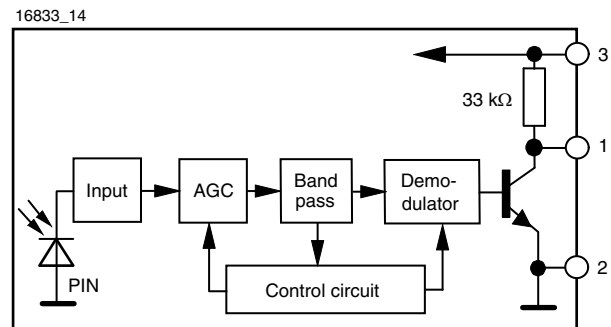 16833_14
3
33 kΩ
1
Input
AGC
Band
pass
Demo-
dulator
2
PIN
Control circuit